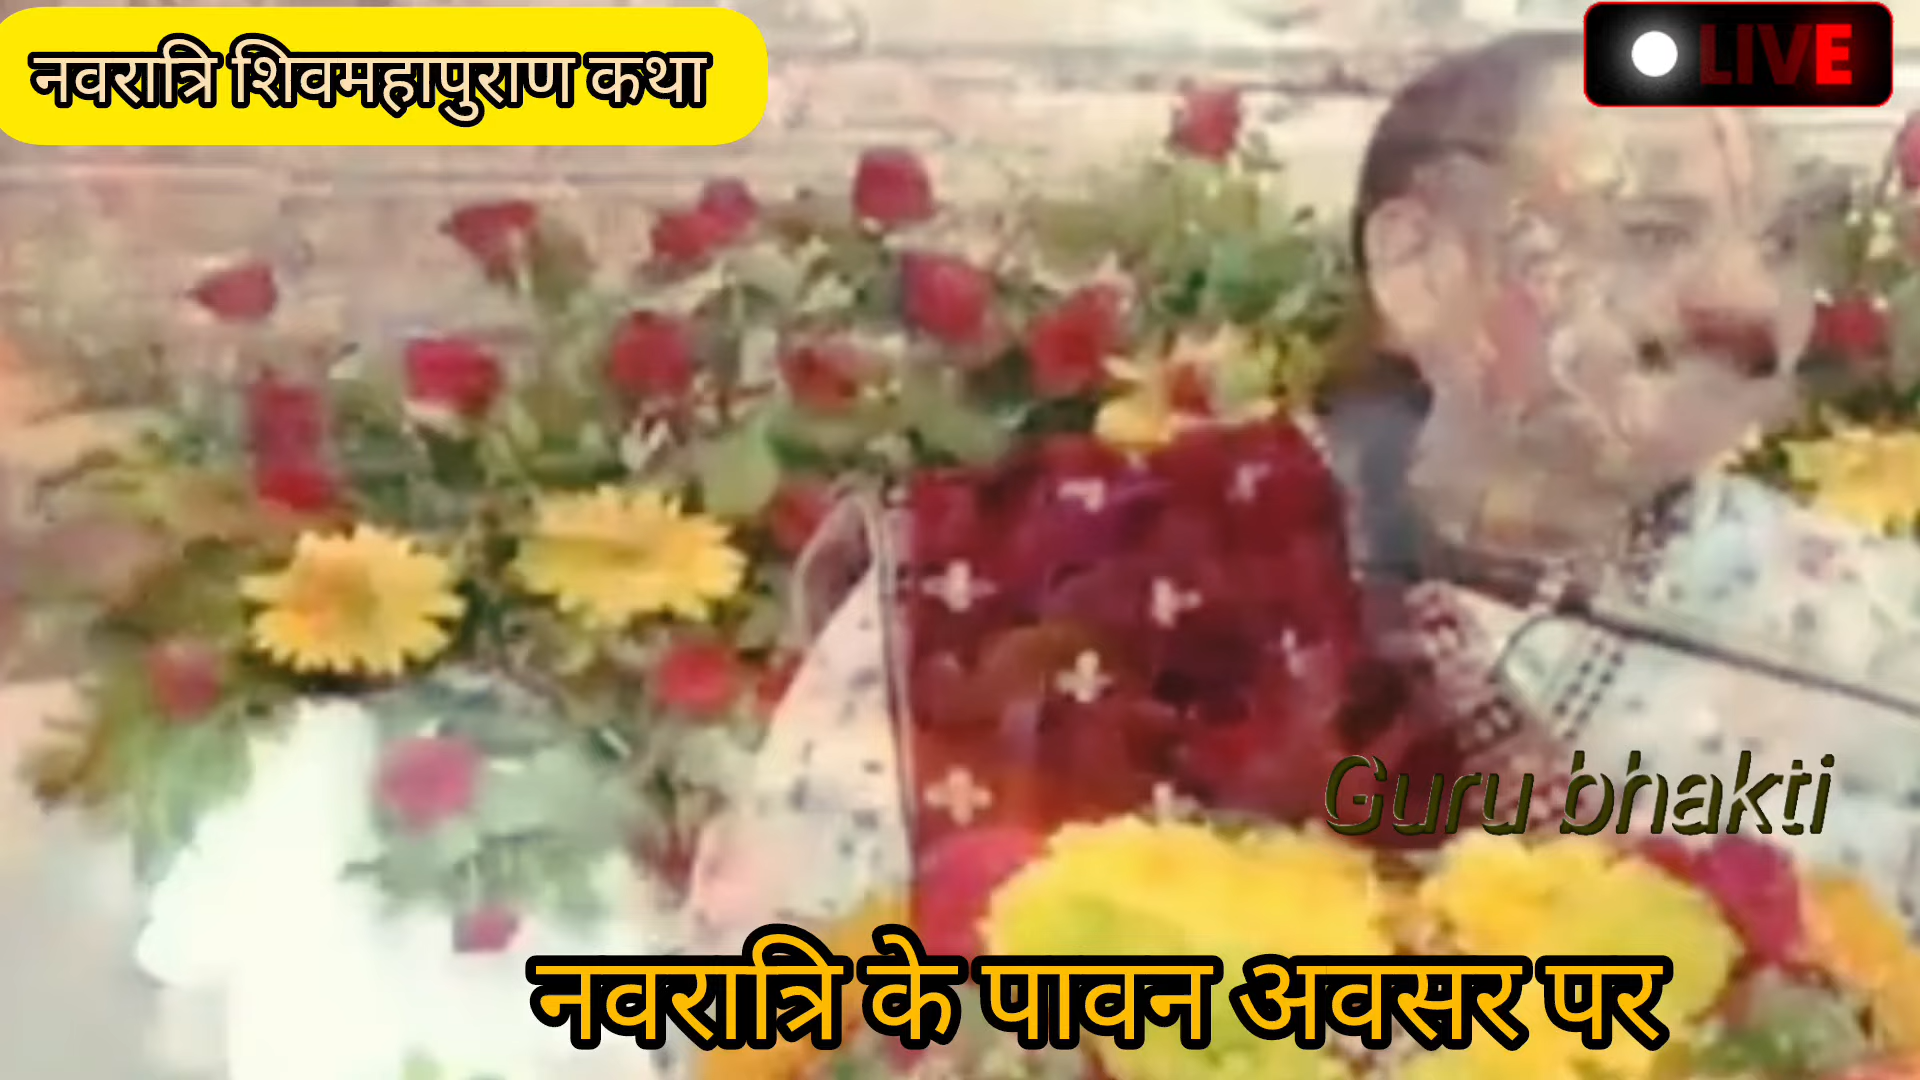 नवरात्रि शिवमहापुराण कथा
LIVE
Guru bhakti
नवरात्रि के पावन अवसर पर